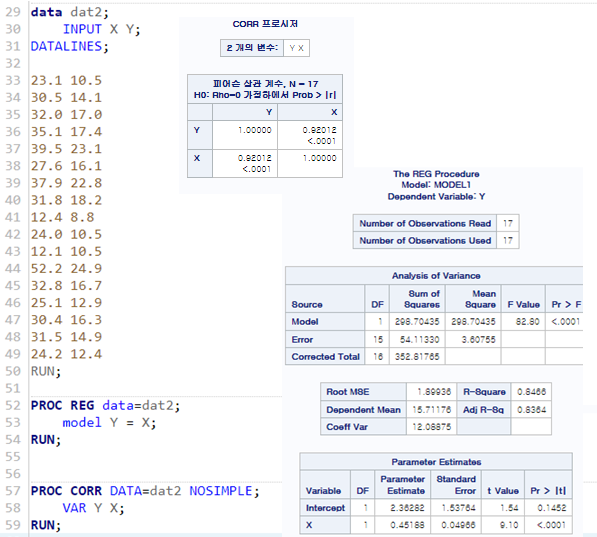 29 data dat2;
30 INPUT X Y;
31 DATALINES;
32
33 23.1 10.5
34 30.5 14.1
35 32.0 17.0
36 35.1 17.4
37 39.5 23.1
38 27.6 16.1
39 37.9 22.8
40 31.8 18.2
41 12.4 8.8
42 24.0 10.5
43 12.1 10.5
44 52.2 24.9
45 32.8 16.7
46 25.1 12.9
47 30.4 16.3
48 31.5 14.9
49 24.2 12.4
50 RUN;
51
52 PROC REG data=dat2;
53 model Y = X;
54 RUN;
55
56
57 PROC CORR DATA=dat2 NOSIMPLE;
58 VAR Y X;
59 RUN;
CORR 프로시저
2 개의 변수: Y X
피어슨 상관 계수, N = 17
H0: Rho=0 가정하에서 Prob > |r|
Y X
Y 1.00000 0.92012
<.0001
X 0.92012 1.00000
<.0001
The REG Procedure
Model: MODEL1
Dependent Variable: Y
Number of Observations Read 17
Number of Observations Used 17
Analysis of Variance
Source DF Sum of Squares Mean Square F Value Pr > F
Model 1 298.70435 298.70435 82.80 <.0001
Error 15 54.11330 3.60755
Corrected Total 16 352.81765
Root MSE 1.89936 R-Square 0.8466
Dependent Mean 15.71176 Adj R-Sq 0.8364
Coeff Var 12.08875
Parameter Estimates
Variable DF Parameter Estimate Standard Error t Value Pr > |t|
Intercept 1 2.36282 1.53764 1.54 0.1452
X 1 0.45188 0.04966 9.10 <.0001